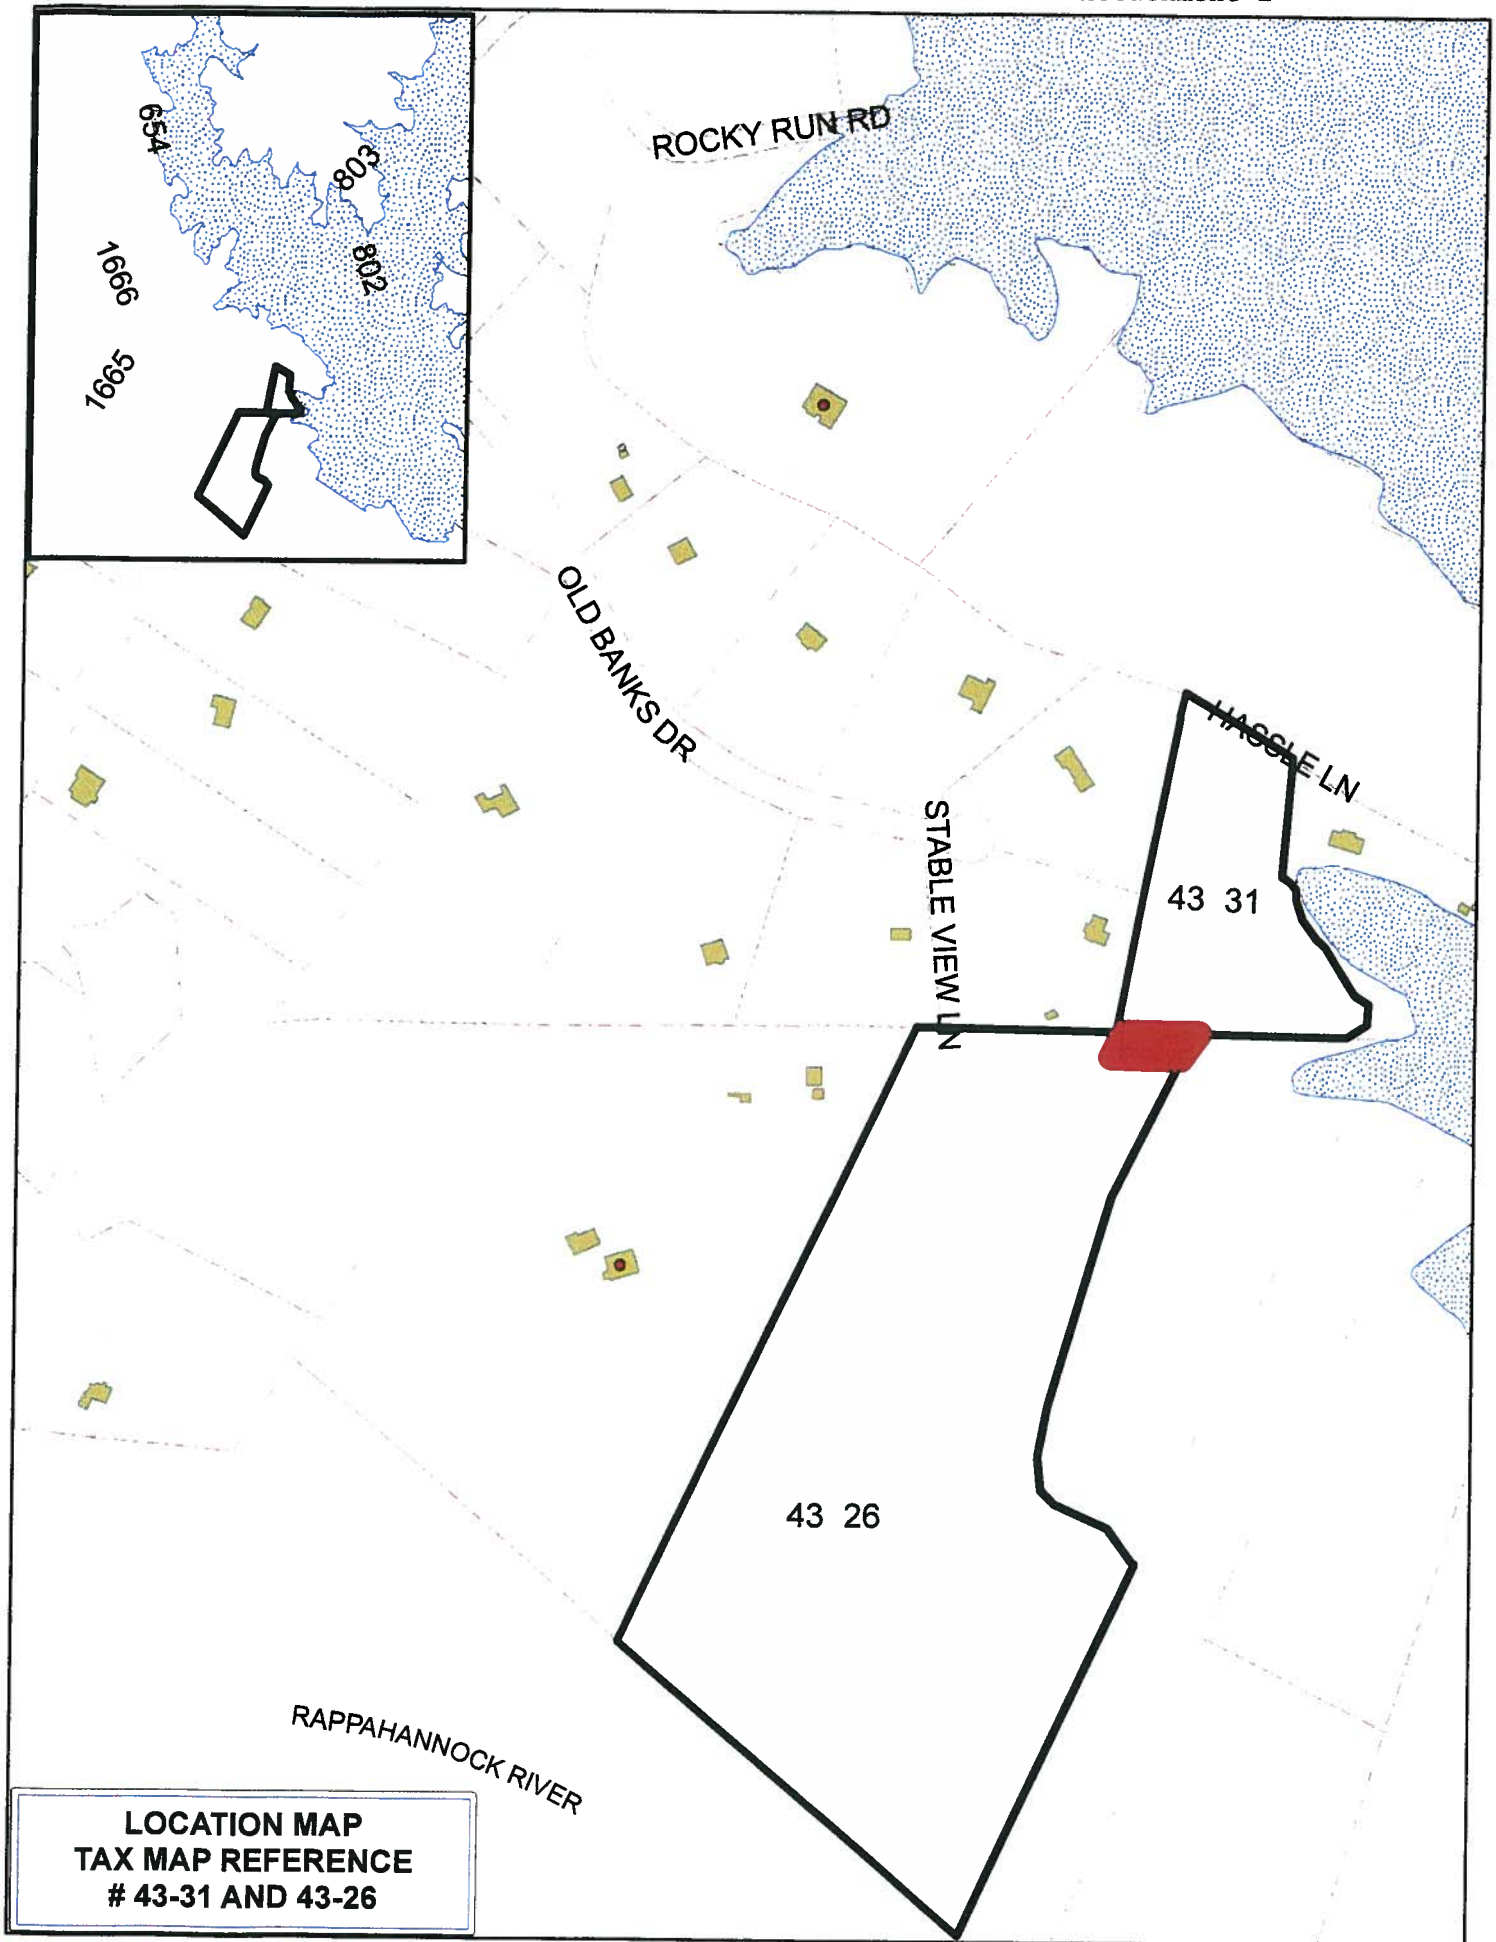 ROCKY RUN RD
654
803
802
1666
1665
OLD BANKS DR
HASSLE LN
STABLE VIEW LN
43 31
43 26
RAPPAHANNOCK RIVER
LOCATION MAP
TAX MAP REFERENCE
# 43-31 AND 43-26